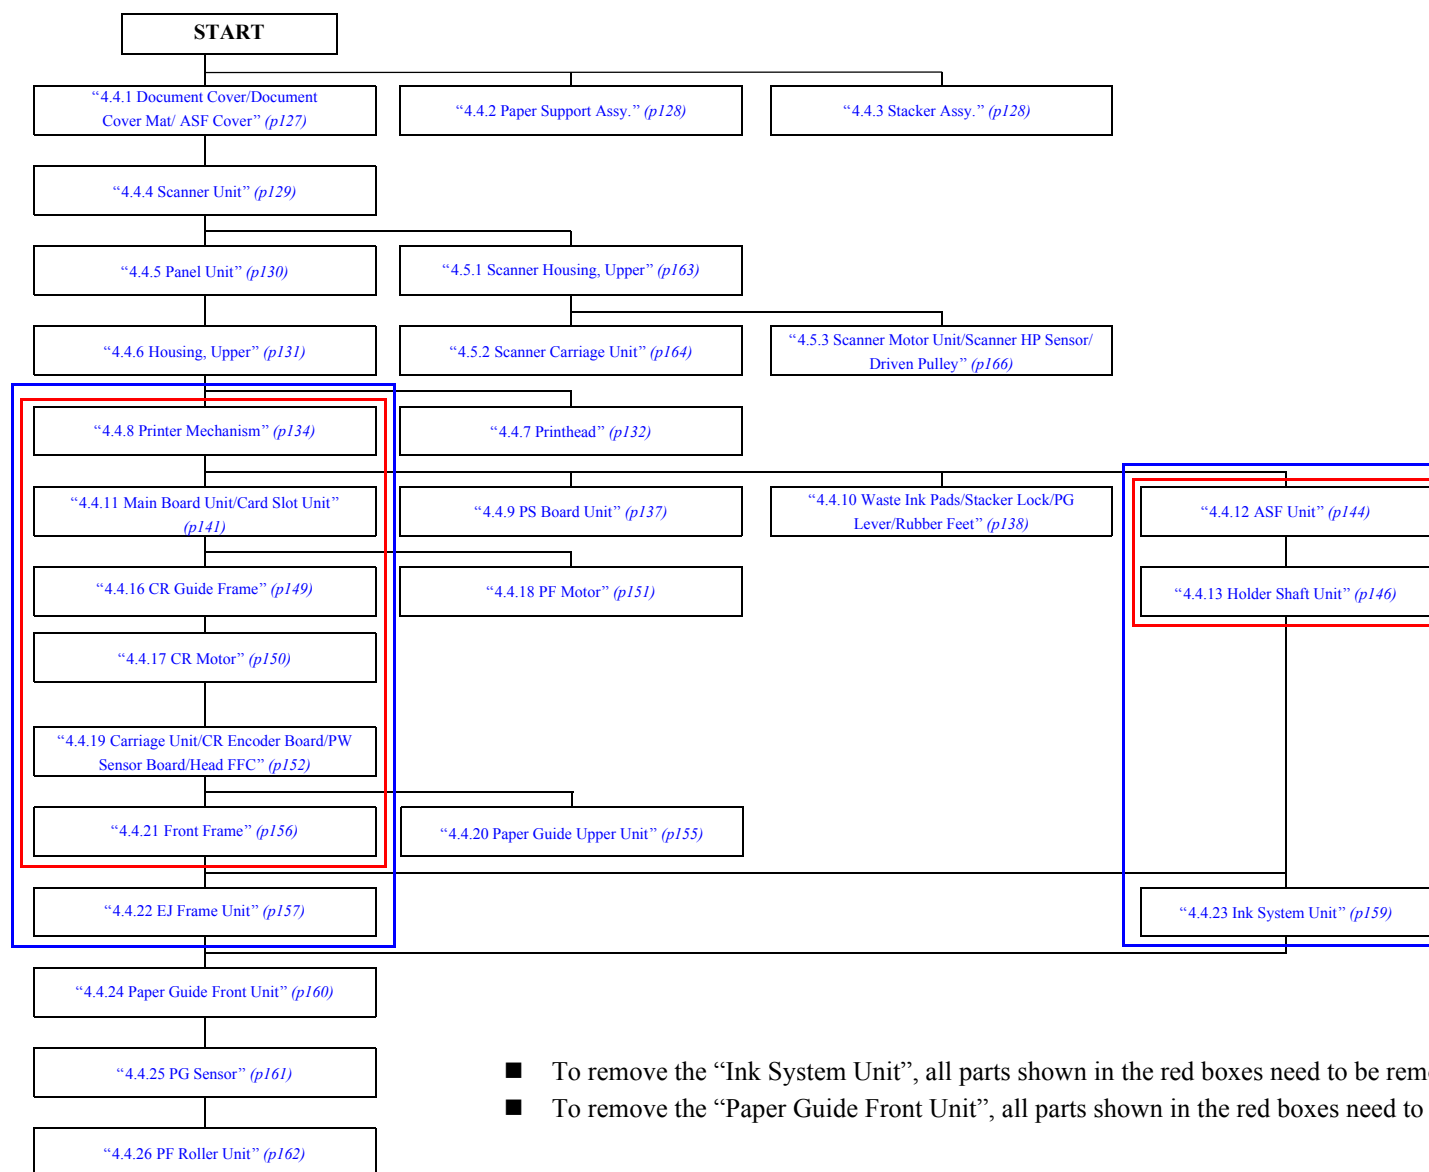 START
“4.4.1 Document Cover/Document
Cover Mat/ ASF Cover” (p127)
“4.4.2 Paper Support Assy.” (p128)
“4.4.3 Stacker Assy.” (p128)
“4.4.4 Scanner Unit” (p129)
“4.4.5 Panel Unit” (p130)
“4.5.1 Scanner Housing, Upper” (p163)
“4.4.6 Housing, Upper” (p131)
“4.5.2 Scanner Carriage Unit” (p164)
“4.5.3 Scanner Motor Unit/Scanner HP Sensor/
Driven Pulley” (p166)
“4.4.8 Printer Mechanism” (p134)
“4.4.7 Printhead” (p132)
“4.4.11 Main Board Unit/Card Slot Unit”
(p141)
“4.4.9 PS Board Unit” (p137)
“4.4.10 Waste Ink Pads/Stacker Lock/PG
Lever/Rubber Feet” (p138)
“4.4.12 ASF Unit” (p144)
“4.4.16 CR Guide Frame” (p149)
“4.4.18 PF Motor” (p151)
“4.4.13 Holder Shaft Unit” (p146)
“4.4.17 CR Motor” (p150)
“4.4.19 Carriage Unit/CR Encoder Board/PW
Sensor Board/Head FFC” (p152)
“4.4.21 Front Frame” (p156)
“4.4.20 Paper Guide Upper Unit” (p155)
“4.4.22 EJ Frame Unit” (p157)
“4.4.23 Ink System Unit” (p159)
“4.4.24 Paper Guide Front Unit” (p160)
“4.4.25 PG Sensor” (p161)
■ To remove the “Ink System Unit”, all parts shown in the red boxes need to be rem
■ To remove the “Paper Guide Front Unit”, all parts shown in the red boxes need to
“4.4.26 PF Roller Unit” (p162)